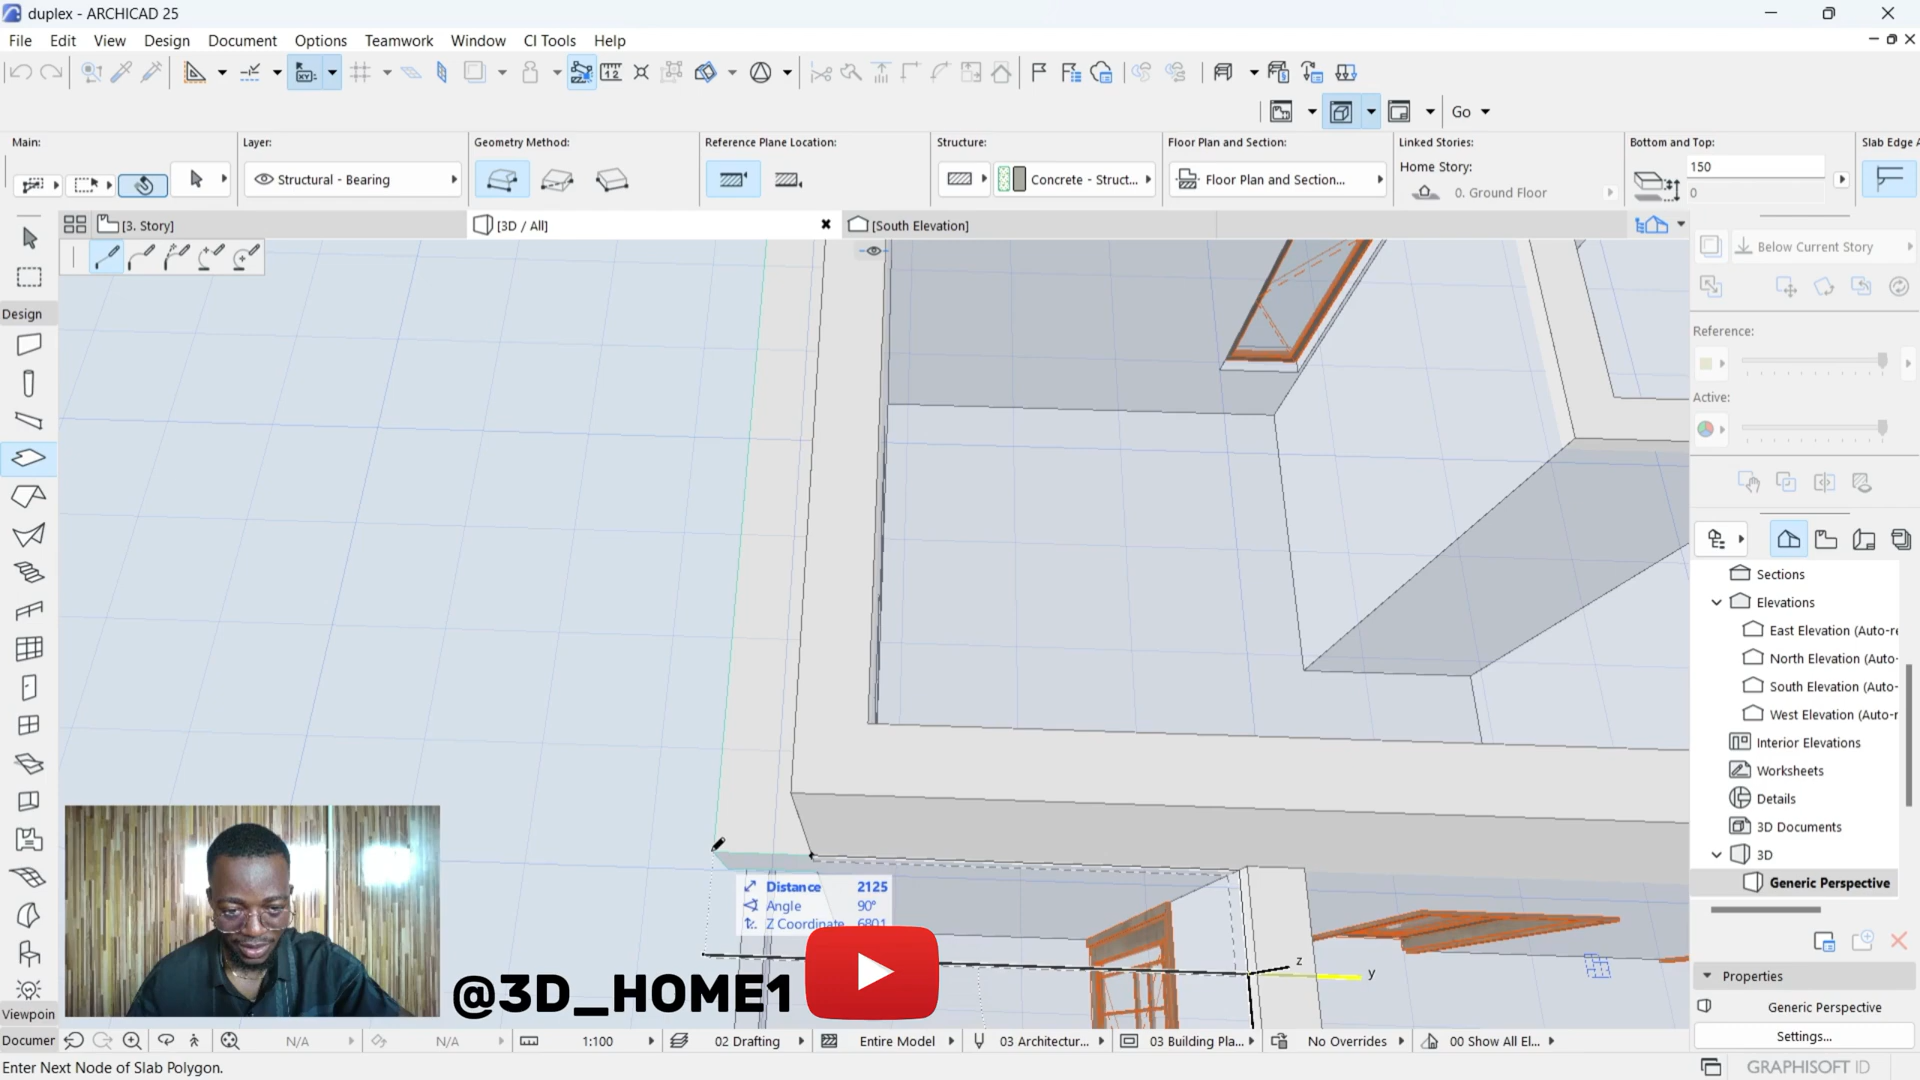 duplex - ARCHICAD 25
File Edit View Design Document Options Teamwork Window CI Tools Help
Go
Main:
Layer:
Geometry Method:
Reference Plane Location:
Structure:
Floor Plan and Section:
Linked Stories:
Bottom and Top:
Slab Edge A
Structural - Bearing
Concrete - Struct...
Floor Plan and Section...
Home Story:
0. Ground Floor
150
0
[3. Story]
[3D / All]
[South Elevation]
Below Current Story
Design
Reference:
Active:
Sections
Elevations
East Elevation (Auto-re
North Elevation (Auto-
South Elevation (Auto-
West Elevation (Auto-r
Interior Elevations
Worksheets
Details
3D Documents
3D
Generic Perspective
Distance 2125
Angle 90°
Z Coordinate 6801
z
y
@3D_HOME1
Properties
Generic Perspective
Settings...
Viewpoin
Documer
N/A
N/A
1:100
02 Drafting
Entire Model
03 Architectur...
03 Building Pla...
No Overrides
00 Show All El...
Enter Next Node of Slab Polygon.
GRAPHISOFT ID